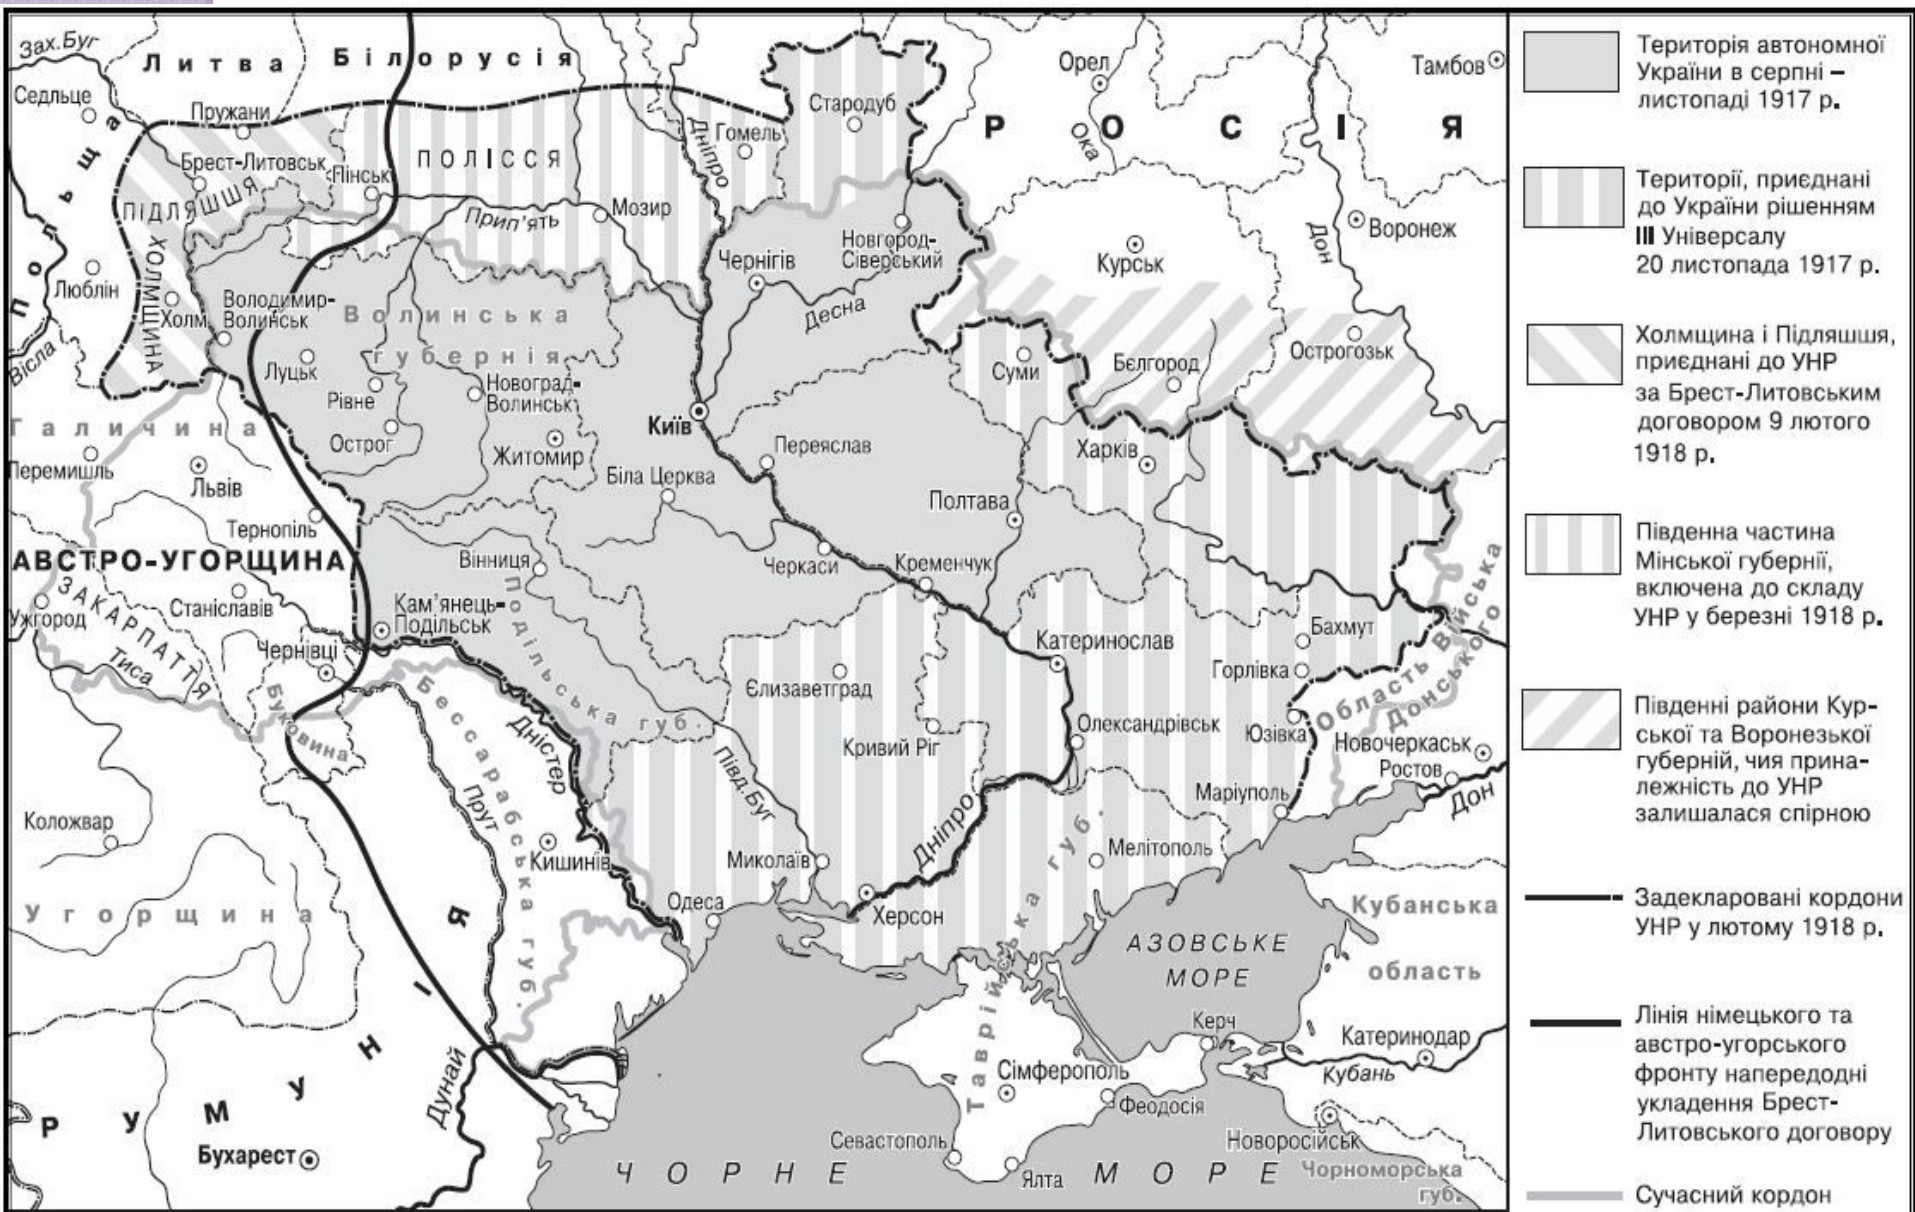 Зах.Буг
Литва
Білорусія
Орел
Тамбов
Седльце
Пружани
Стародуб
Дніпро
Гомель
РОСІЯ
Ока
Польща
ПОЛІССЯ
Брест-Литовськ
Пінськ
ПІДЛЯШШЯ
Прип'ять
Мозир
Новгород-
Сіверський
Дон
Воронеж
Курськ
Чернігів
Десна
Люблін
ХОЛМЩИНА
Холм
Володимир-
Волинськ
Волинська
губернія
Вісла
Луцьк
Рівне
Новоград-
Волинськ
Острог
Житомир
Київ
Суми
Бєлгород
Острогозьк
Галичина
Перемишль
Львів
Тернопіль
Переяслав
Біла Церква
Харків
Полтава
АВСТРО-УГОРЩИНА
Вінниця
Черкаси
Кременчук
ЗАКАРПАТТЯ
Ужгород
Станіславів
Кам'янець-
Подільськ
Подільська губ.
Чернівці
Тиса
Буковина
Бессарабська губ.
Дністер
Прут
Єлизаветград
Катеринослав
Бахмут
Горлівка
Область Війська
Донського
Кривий Ріг
Олександрівськ
Юзівка
Новочеркаськ
Ростов
Дон
Півд.Буг
Маріуполь
Коложвар
Кишинів
Миколаїв
Дніпро
Мелітополь
Одеса
Херсон
Таврійська губ.
Угорщина
АЗОВСЬКЕ
МОРЕ
Кубанська
область
Керч
Катеринодар
Кубань
Сімферополь
Феодосія
Дунай
РУМУНІЯ
Бухарест
Севастополь
Ялта
Новоросійськ
Чорноморська
губ.
ЧОРНЕ МОРЕ
Територія автономної
України в серпні –
листопаді 1917 р.
Території, приєднані
до України рішенням
III Універсалу
20 листопада 1917 р.
Холмщина і Підляшшя,
приєднані до УНР
за Брест-Литовським
договором 9 лютого
1918 р.
Південна частина
Мінської губернії,
включена до складу
УНР у березні 1918 р.
Південні райони Кур-
ської та Воронезької
губерній, чия прина-
лежність до УНР
залишалася спірною
Задекларовані кордони
УНР у лютому 1918 р.
Лінія німецького та
австро-угорського
фронту напередодні
укладення Брест-
Литовського договору
Сучасний кордон